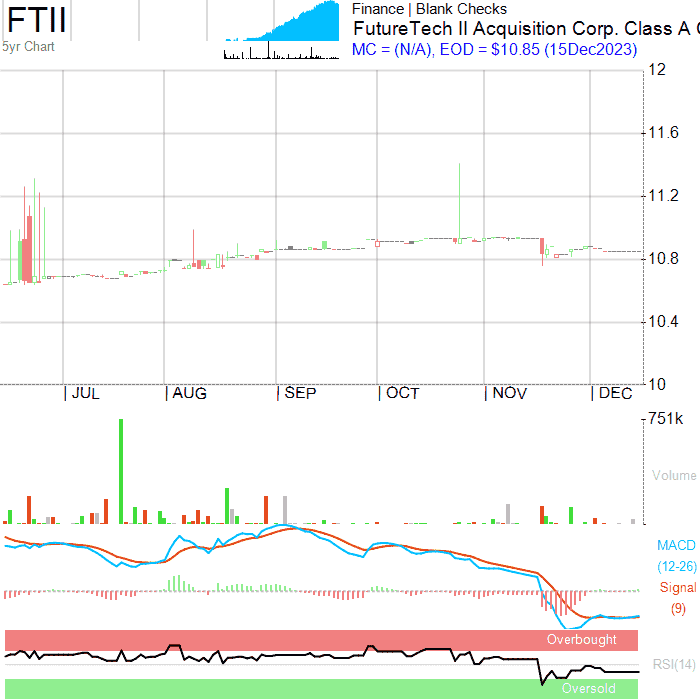 FTII
5yr Chart
Finance | Blank Checks
FutureTech II Acquisition Corp. Class A
MC = (N/A), EOD = $10.85 (15Dec2023)
12
11.6
11.2
10.8
10.4
10
JUL AUG SEP OCT NOV DEC
751k
Volume
MACD
(12-26)
Signal
(9)
Overbought
RSI(14)
Oversold